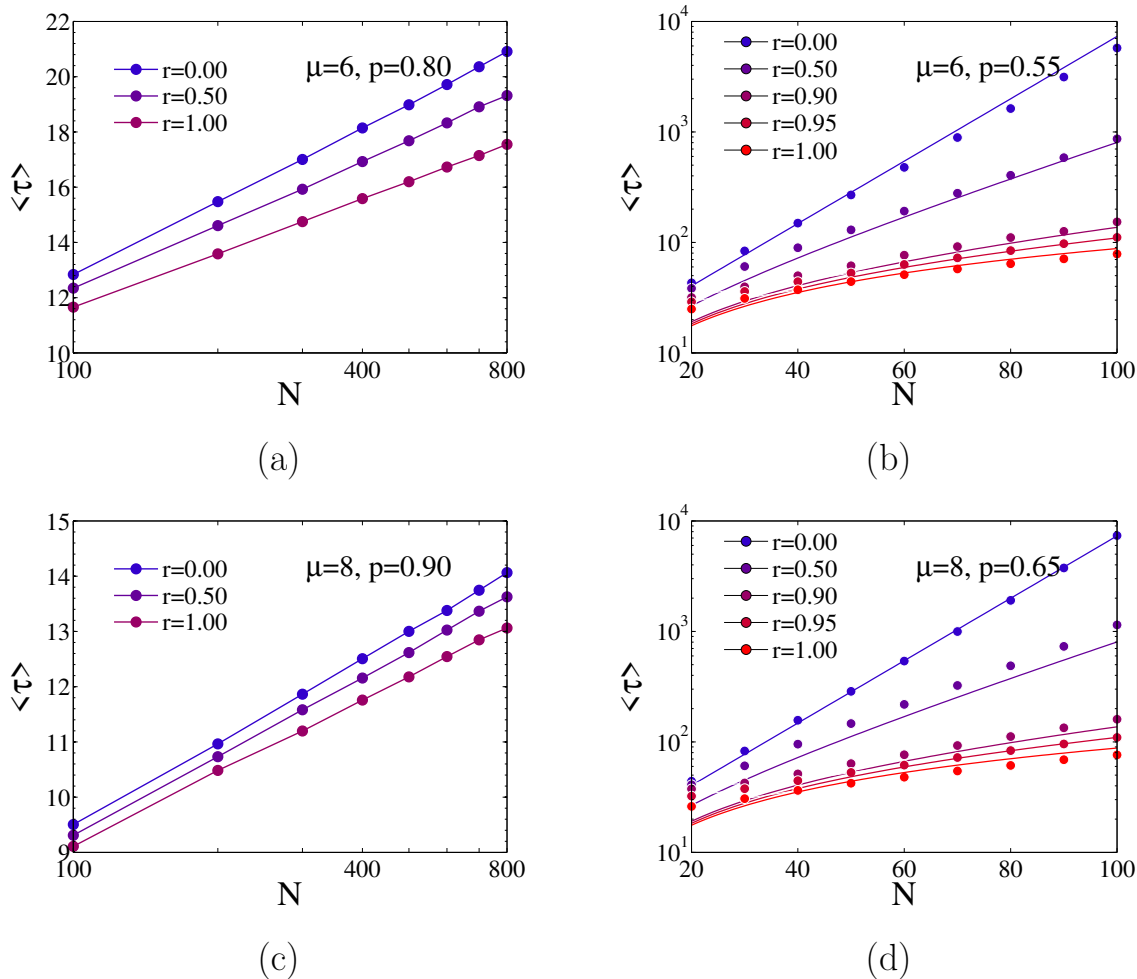 22
20
18
16
14
12
10
<τ>
r=0.00
r=0.50
r=1.00
μ=6, p=0.80
100
400
800
N
(a)
10^4
10^3
10^2
10^1
<τ>
r=0.00
r=0.50
r=0.90
r=0.95
r=1.00
μ=6, p=0.55
20
40
60
80
100
N
(b)
15
14
13
12
11
10
9
<τ>
r=0.00
r=0.50
r=1.00
μ=8, p=0.90
100
400
800
N
(c)
10^4
10^3
10^2
10^1
<τ>
r=0.00
r=0.50
r=0.90
r=0.95
r=1.00
μ=8, p=0.65
20
40
60
80
100
N
(d)